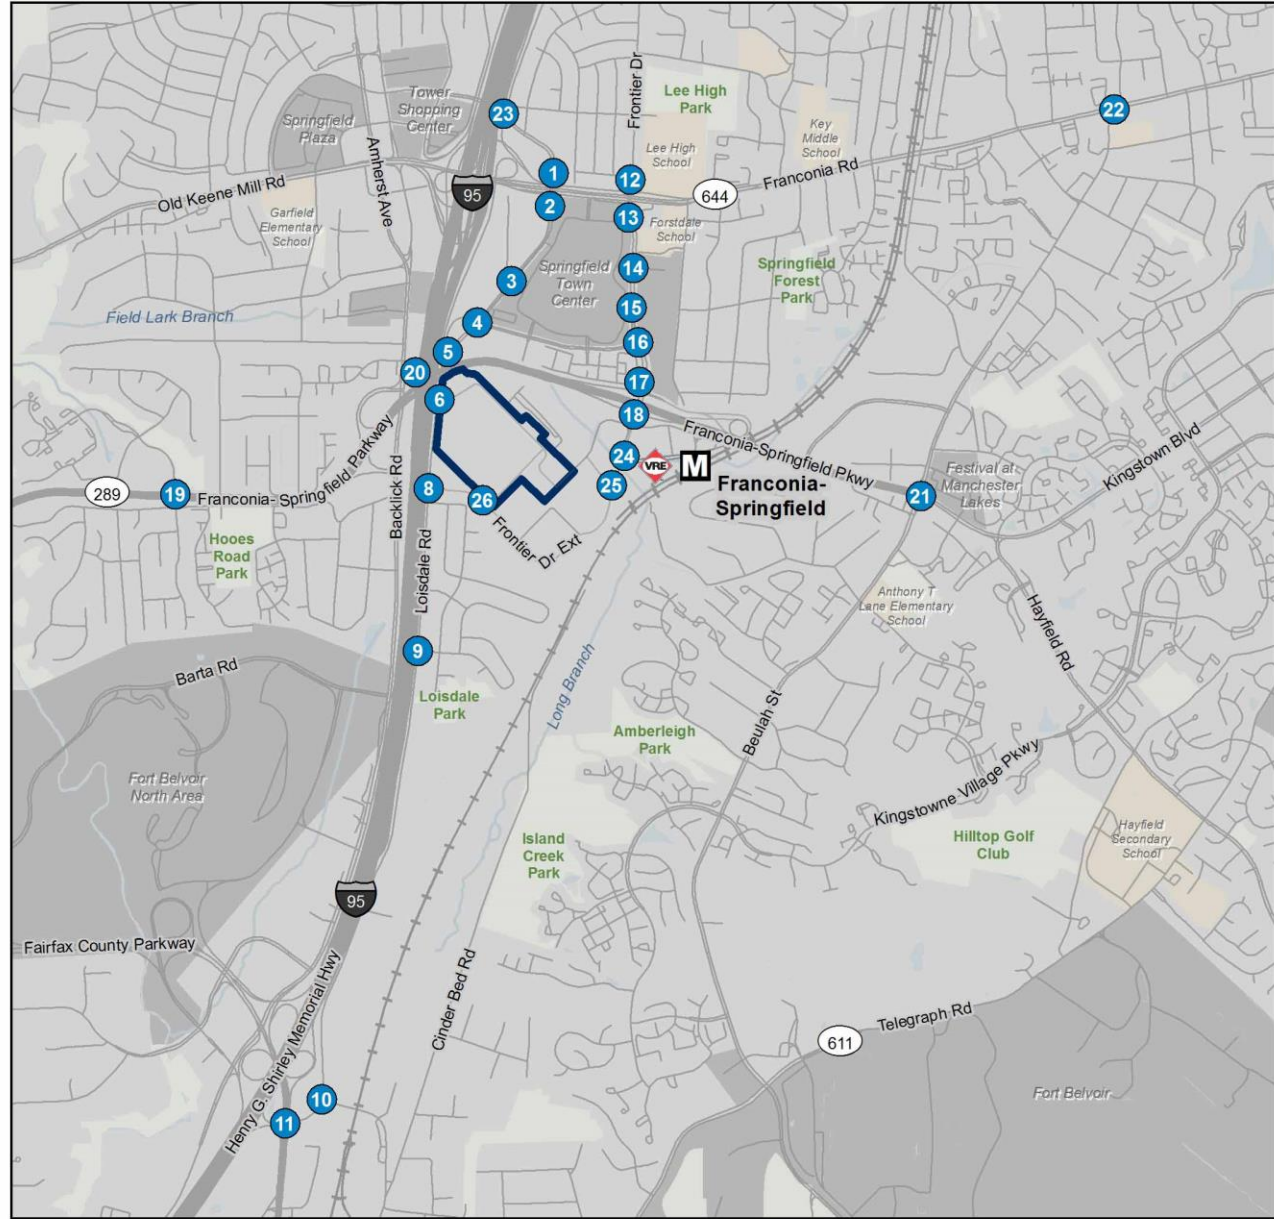 Frontier Dr
Lee High
Park
Tower
Shopping
Center
Springfield
Plaza
23
22
Key
Middle
School
Lee High
School
Amherst Ave
1
12
Franconia Rd
644
95
Old Keene Mill Rd
2
13
Garfield
Elementary
School
Forstdale
School
14
Springfield
Town
Center
Springfield
Forest
Park
3
15
Field Lark Branch
4
16
5
20
17
6
18
Franconia-Springfield Pkwy
Kingstown Blvd
24
VRE
M
Franconia-
Springfield
Festival at
Manchester
Lakes
21
25
289
19
Franconia- Springfield Parkway
Backlick Rd
8
26
Frontier Dr Ext
Hooes
Road
Park
Loisdale Rd
Anthony T
Lane Elementary
School
Hayfield Rd
9
Barta Rd
Loisdale
Park
Long Branch
Amberleigh
Park
Beulah St
Fort Belvoir
North Area
Kingstowne Village Pkwy
Island
Creek
Park
Hilltop Golf
Club
Hayfield
Secondary
School
95
Fairfax County Parkway
Henry G. Shirley Memorial Hwy
Cinder Bed Rd
Telegraph Rd
611
10
11
Fort Belvoir